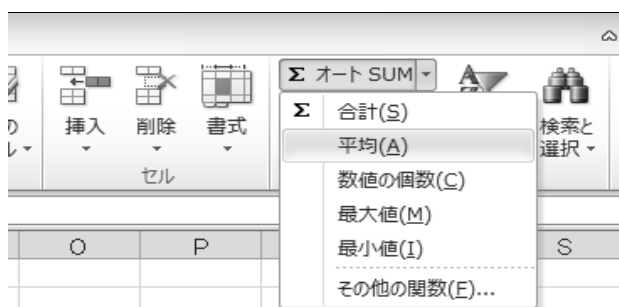 Σ オート SUM
の
ル
挿入
削除
書式
検索と
選択
セル
Σ 合計(S)
平均(A)
数値の個数(C)
最大値(M)
最小値(I)
その他の関数(F)...
O
P
S